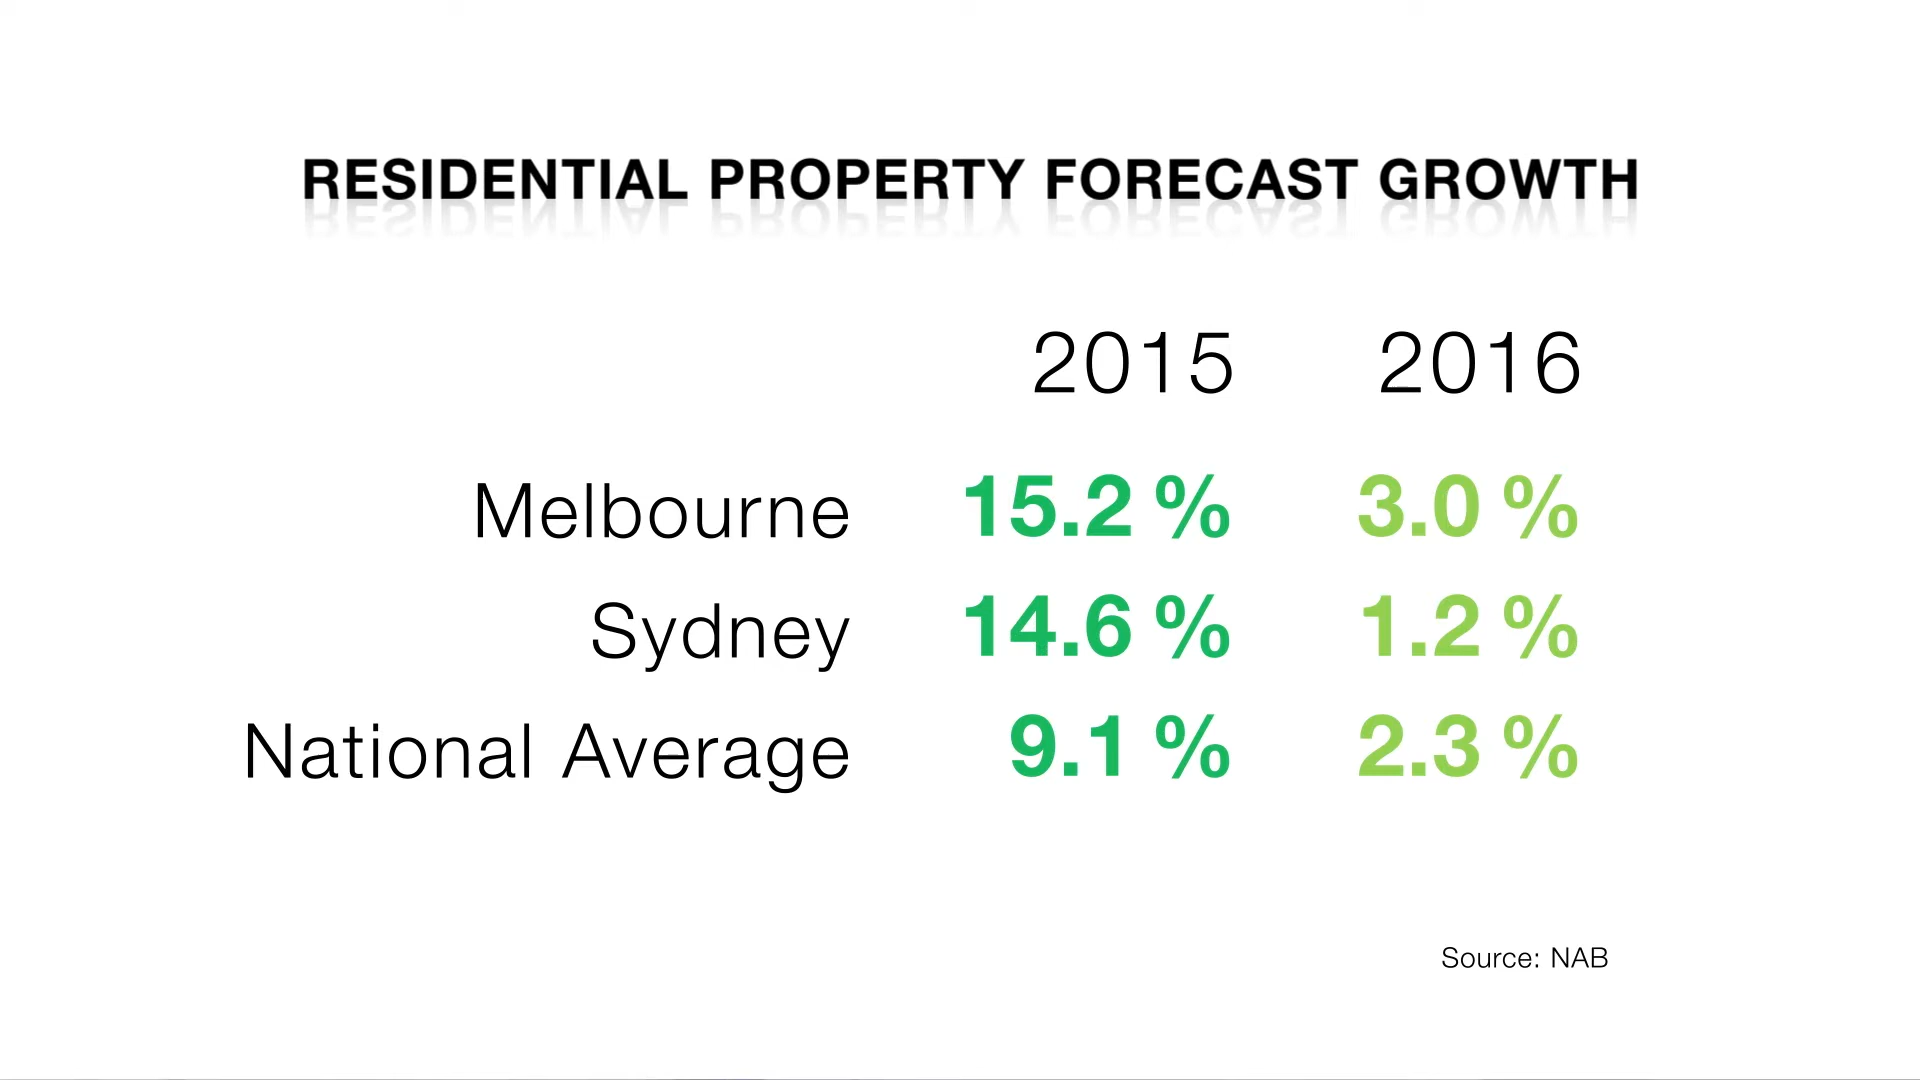 RESIDENTIAL PROPERTY FORECAST GROWTH
2015 2016
Melbourne 15.2 % 3.0 %
Sydney 14.6 % 1.2 %
National Average 9.1 % 2.3 %
Source: NAB